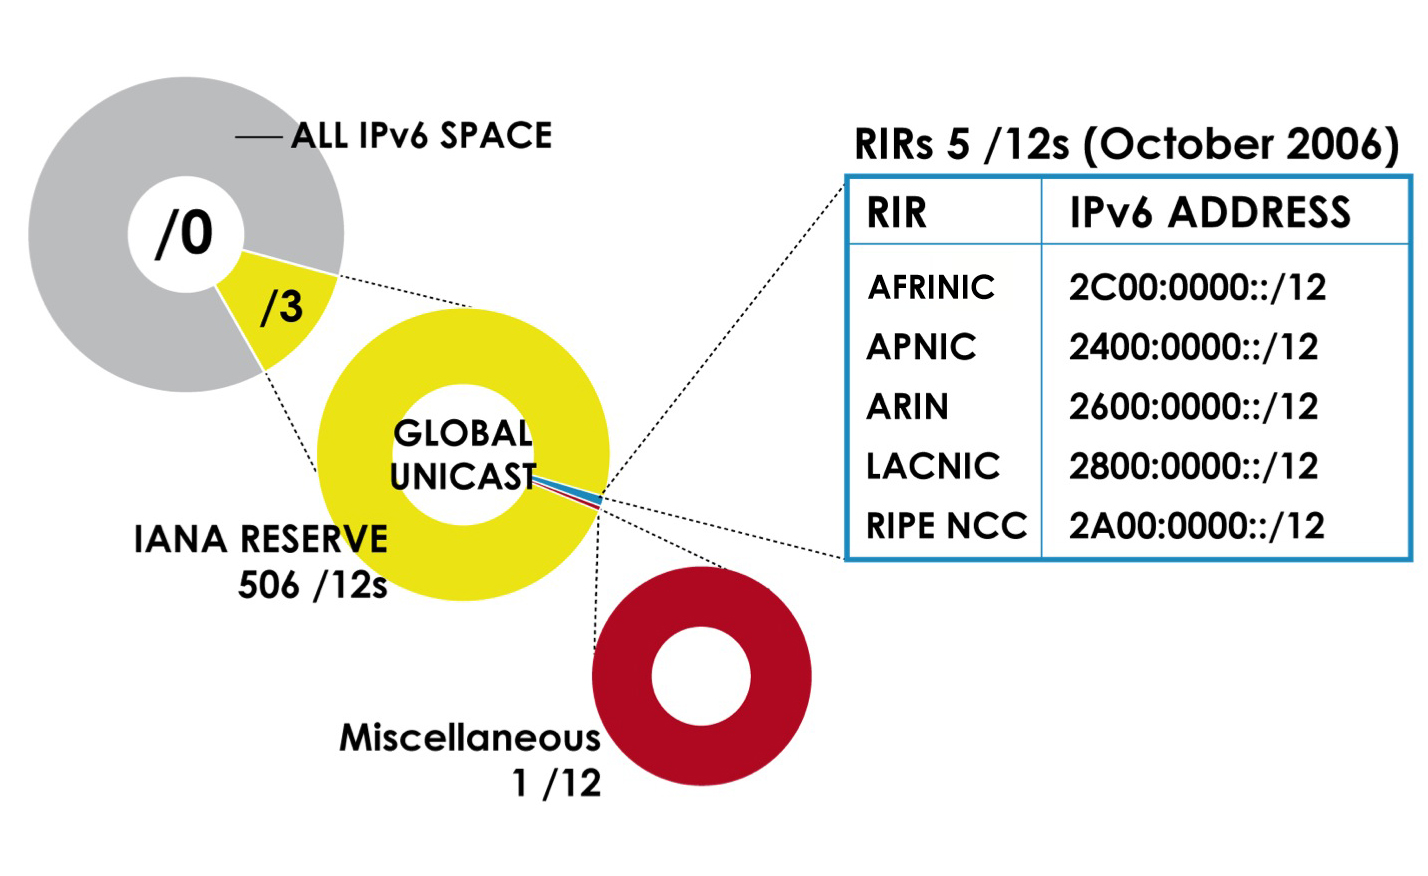 ALL IPv6 SPACE
/0
/3
GLOBAL
UNICAST
IANA RESERVE
506 /12s
Miscellaneous
1 /12
RIRs 5 /12s (October 2006)
RIR IPv6 ADDRESS
AFRINIC 2C00:0000::/12
APNIC 2400:0000::/12
ARIN 2600:0000::/12
LACNIC 2800:0000::/12
RIPE NCC 2A00:0000::/12